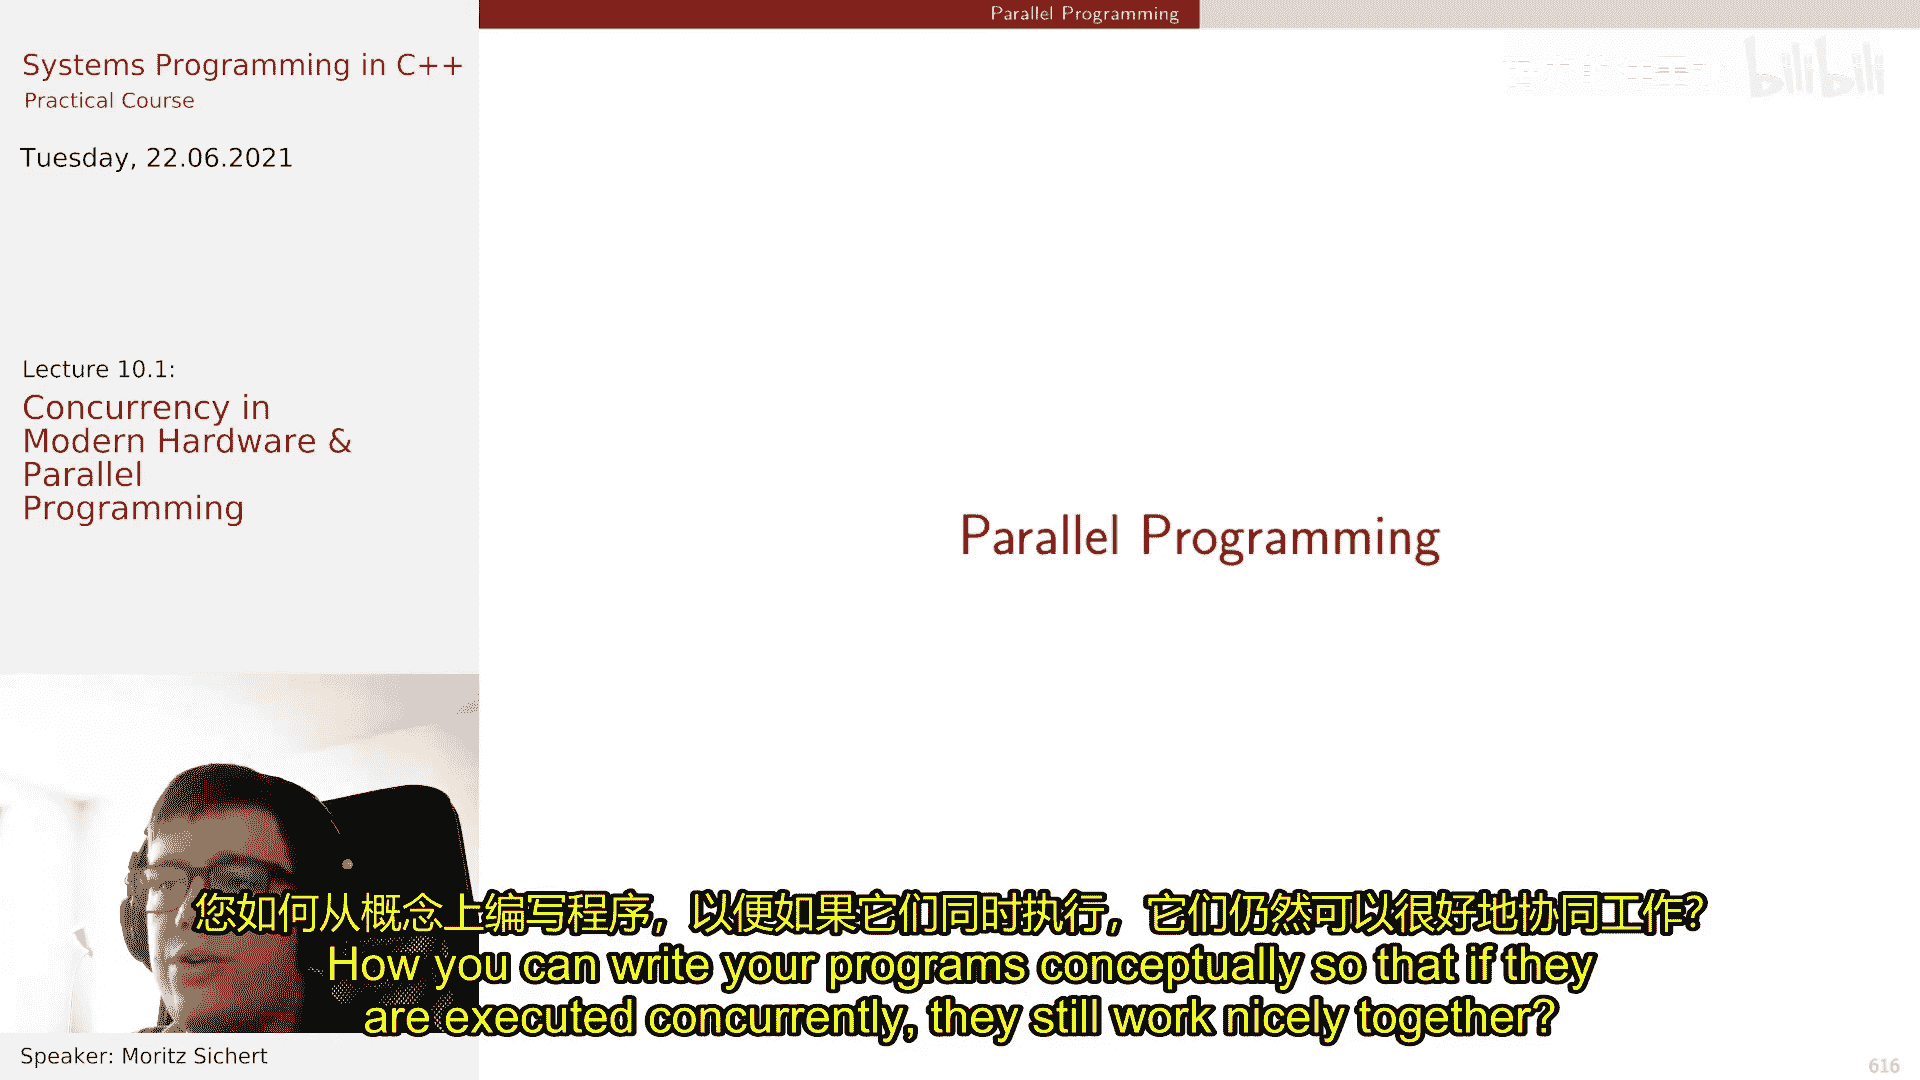 Parallel Programming
Systems Programming in C++
Practical Course
Tuesday, 22.06.2021
Lecture 10.1:
Concurrency in
Modern Hardware &
Parallel
Programming
Parallel Programming
您如何从概念上编写程序，以便如果它们同时执行，它们仍然可以很好地协同工作？
How you can write your programs conceptually so that if they
are executed concurrently, they still work nicely together?
Speaker: Moritz Sichert
616
bilibili